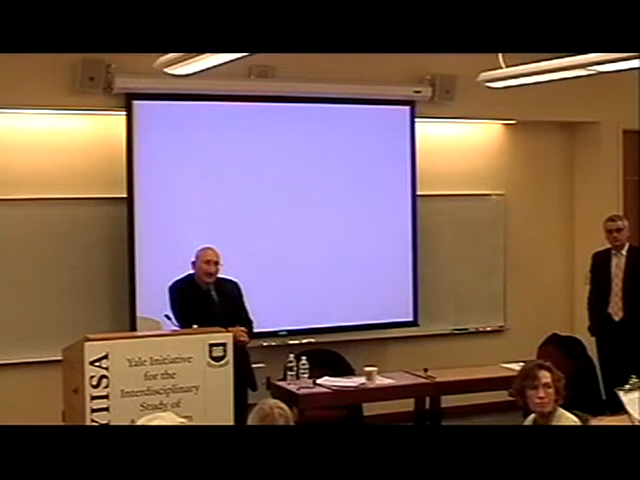 YIISA
Yale Initiative
for the
Interdisciplinary
Study of